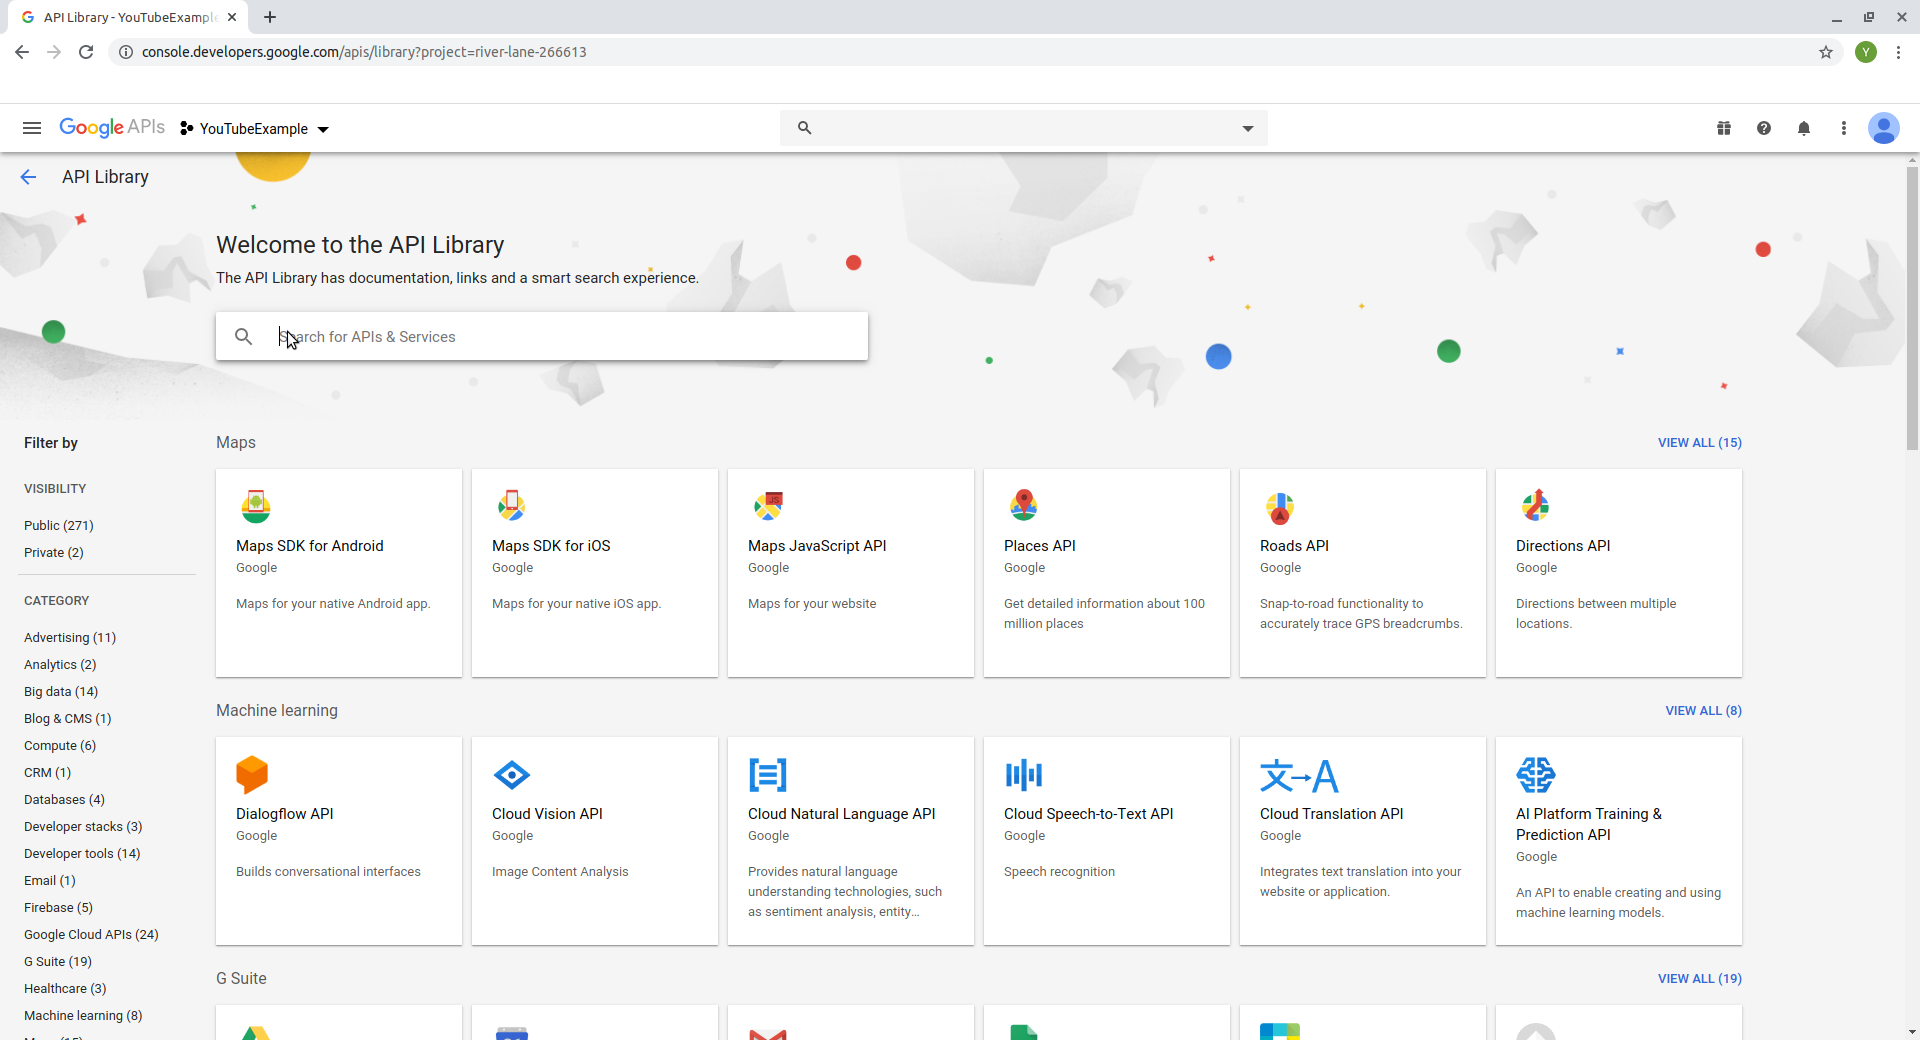 API Library - YouTubeExampl
console.developers.google.com/apis/library?project=river-lane-266613
Y
Google APIs
YouTubeExample
API Library
Welcome to the API Library
The API Library has documentation, links and a smart search experience.
Search for APIs & Services
Filter by
VISIBILITY
Public (271)
Private (2)
CATEGORY
Advertising (11)
Analytics (2)
Big data (14)
Blog & CMS (1)
Compute (6)
CRM (1)
Databases (4)
Developer stacks (3)
Developer tools (14)
Email (1)
Firebase (5)
Google Cloud APIs (24)
G Suite (19)
Healthcare (3)
Machine learning (8)
Maps
VIEW ALL (15)
Maps SDK for Android
Google
Maps for your native Android app.
Maps SDK for iOS
Google
Maps for your native iOS app.
JS
Maps JavaScript API
Google
Maps for your website
Places API
Google
Get detailed information about 100
million places
Roads API
Google
Snap-to-road functionality to
accurately trace GPS breadcrumbs.
Directions API
Google
Directions between multiple
locations.
Machine learning
VIEW ALL (8)
Dialogflow API
Google
Builds conversational interfaces
Cloud Vision API
Google
Image Content Analysis
Cloud Natural Language API
Google
Provides natural language
understanding technologies, such
as sentiment analysis, entity...
Cloud Speech-to-Text API
Google
Speech recognition
文→A
Cloud Translation API
Google
Integrates text translation into your
website or application.
AI Platform Training &
Prediction API
Google
An API to enable creating and using
machine learning models.
G Suite
VIEW ALL (19)